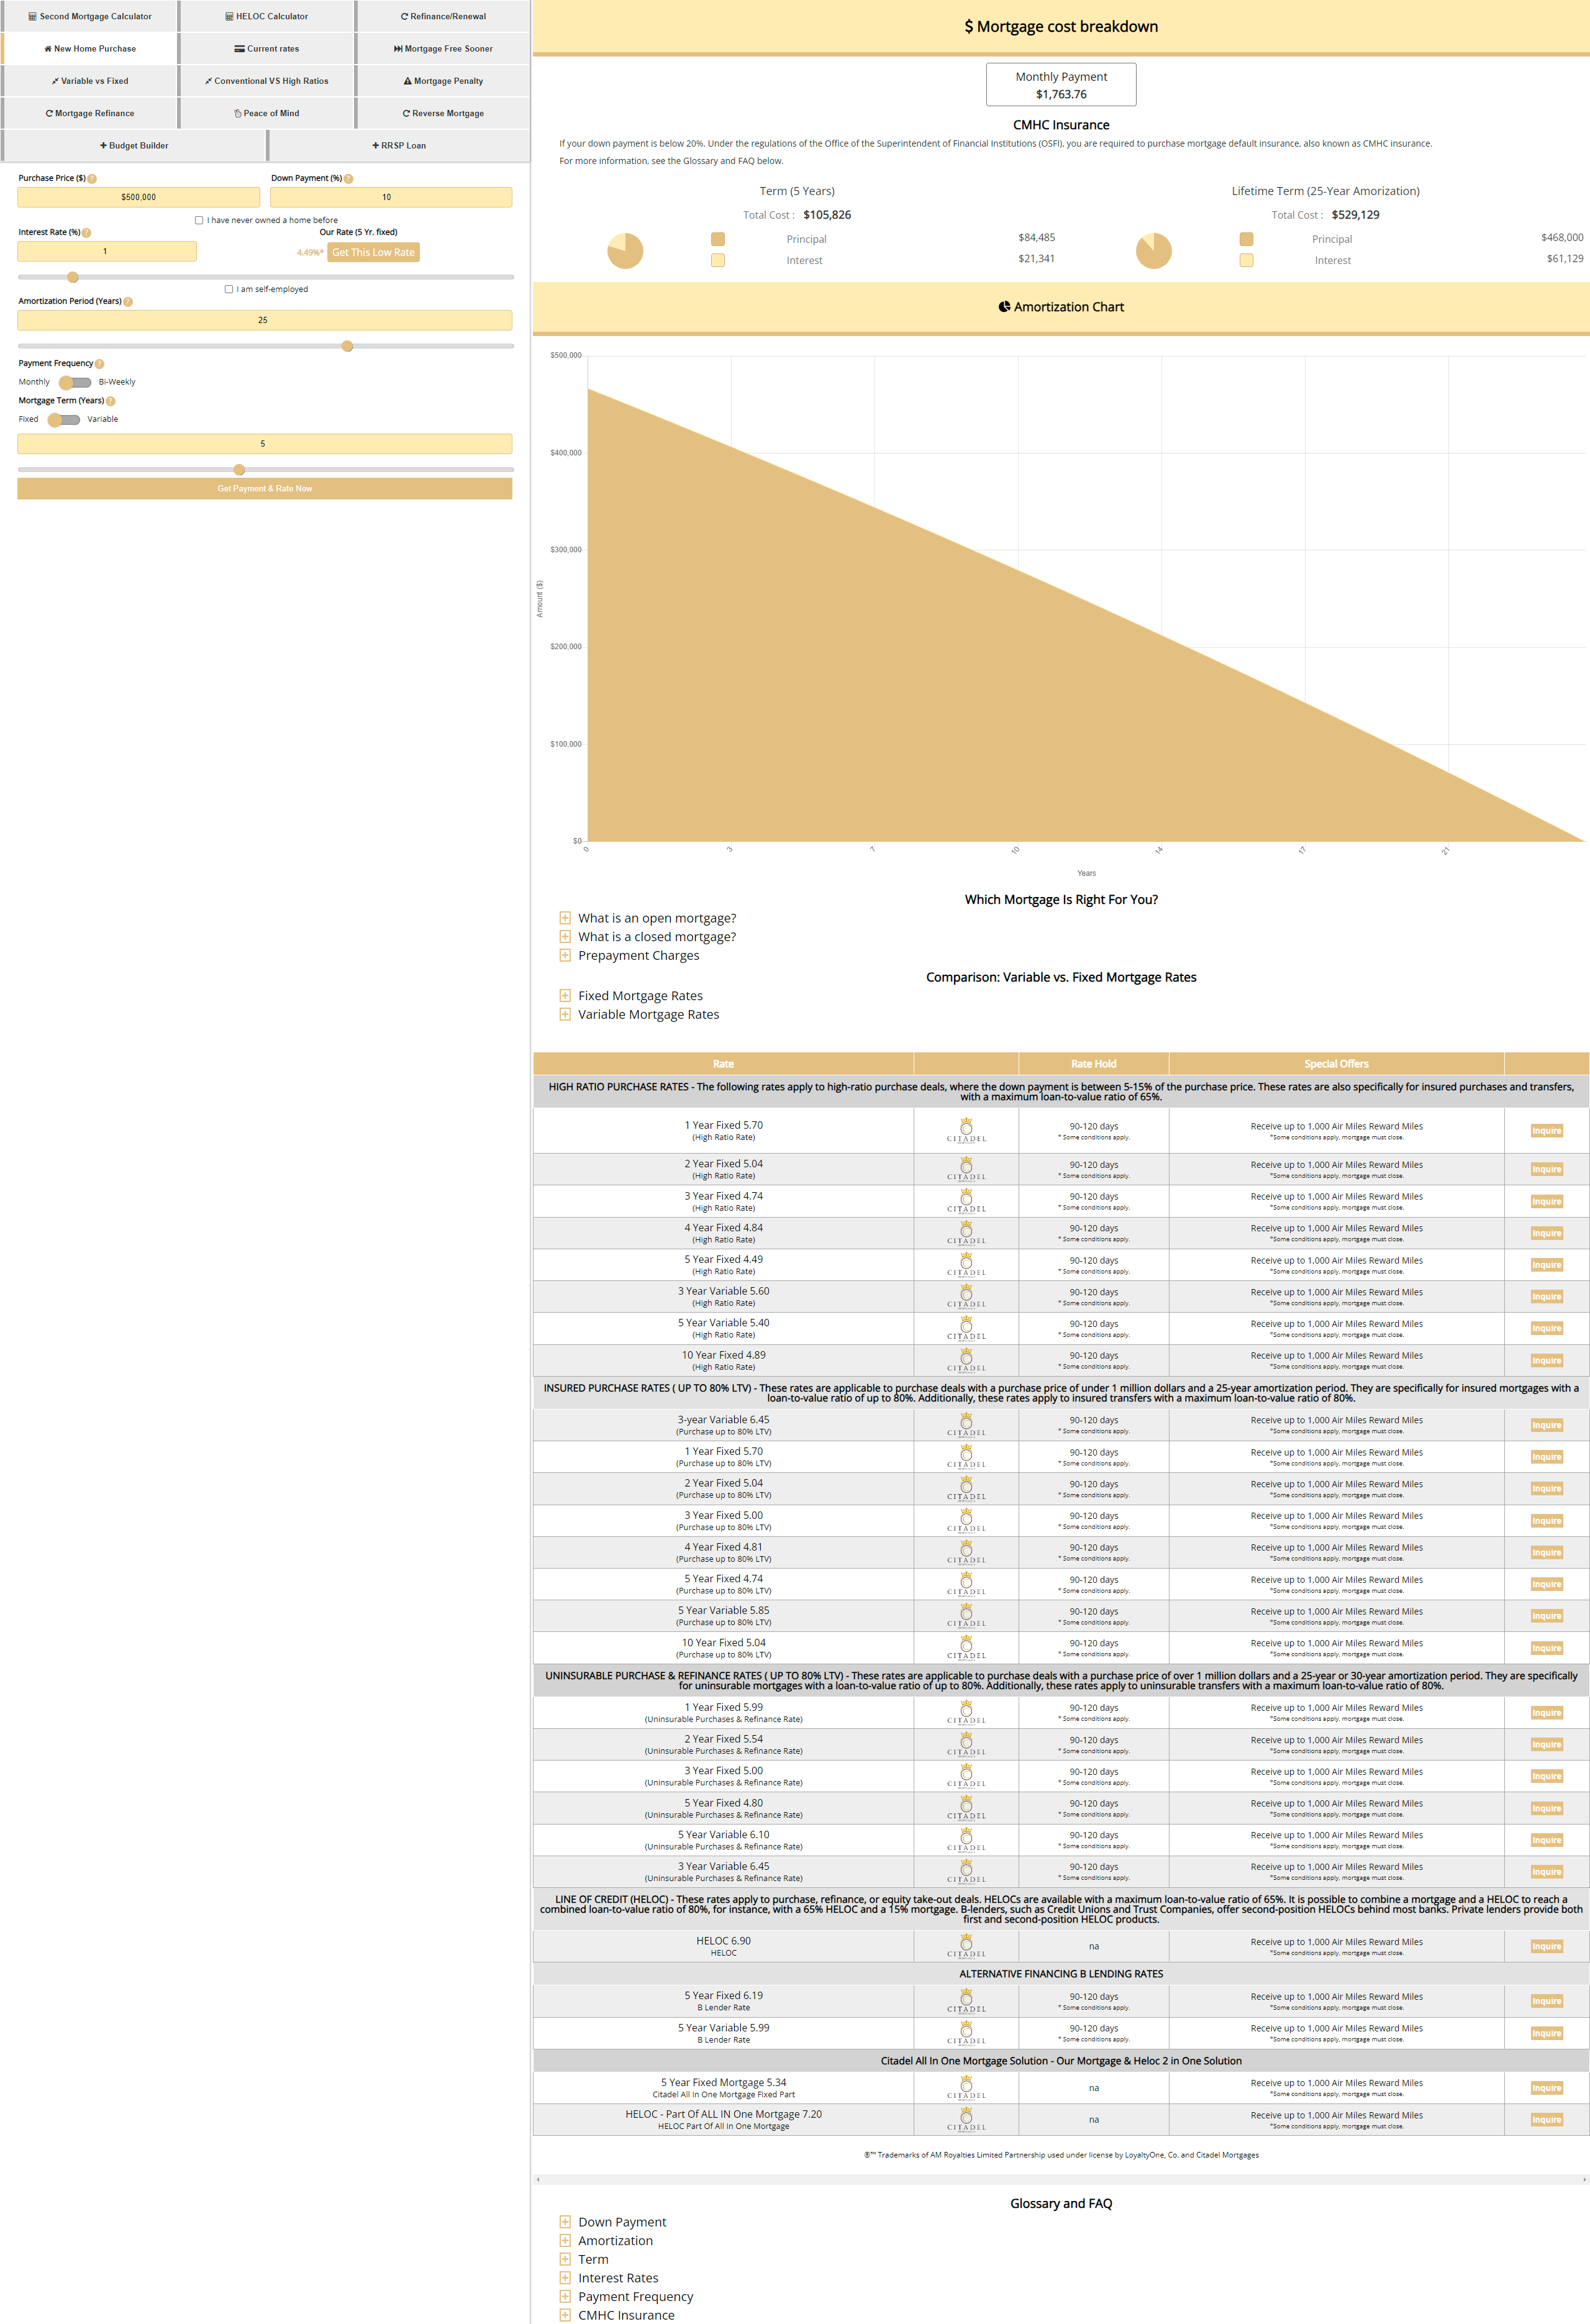 Second Mortgage Calculator
HELOC Calculator
Refinance/Renewal
New Home Purchase
Current rates
Mortgage Free Sooner
Variable vs Fixed
Conventional VS High Ratios
Mortgage Penalty
Mortgage Refinance
Peace of Mind
Reverse Mortgage
Budget Builder
RRSP Loan
Purchase Price ($) ?
Down Payment (%) ?
$500,000
10
I have never owned a home before
Interest Rate (%) ?
Our Rate (5 Yr. fixed)
1
4.49%* Get This Low Rate
I am self-employed
Amortization Period (Years) ?
25
Payment Frequency ?
Monthly Bi-Weekly
Mortgage Term (Years) ?
Fixed Variable
5
Get Payment & Rate Now
$ Mortgage cost breakdown
Monthly Payment
$1,763.76
CMHC Insurance
If your down payment is below 20%. Under the regulations of the Office of the Superintendent of Financial Institutions (OSFI), you are required to purchase mortgage default insurance, also known as CMHC insurance.
For more information, see the Glossary and FAQ below.
Term (5 Years)
Total Cost : $105,826
Principal $84,485
Interest $21,341
Lifetime Term (25-Year Amortization)
Total Cost : $529,129
Principal $468,000
Interest $61,129
Amortization Chart
$500,000
$400,000
$300,000
$200,000
$100,000
$0
Amount ($)
0 3 7 10 14 17 21
Years
Which Mortgage Is Right For You?
What is an open mortgage?
What is a closed mortgage?
Prepayment Charges
Comparison: Variable vs. Fixed Mortgage Rates
Fixed Mortgage Rates
Variable Mortgage Rates
Rate Rate Hold Special Offers
HIGH RATIO PURCHASE RATES - The following rates apply to high-ratio purchase deals, where the down payment is between 5-15% of the purchase price. These rates are also specifically for insured purchases and transfers,
with a maximum loan-to-value ratio of 65%.
1 Year Fixed 5.70 CITADEL 90-120 days Receive up to 1,000 Air Miles Reward Miles Inquire
(High Ratio Rate) * Some conditions apply. *Some conditions apply, mortgage must close.
2 Year Fixed 5.04 CITADEL 90-120 days Receive up to 1,000 Air Miles Reward Miles Inquire
(High Ratio Rate) * Some conditions apply. *Some conditions apply, mortgage must close.
3 Year Fixed 4.74 CITADEL 90-120 days Receive up to 1,000 Air Miles Reward Miles Inquire
(High Ratio Rate) * Some conditions apply. *Some conditions apply, mortgage must close.
4 Year Fixed 4.84 CITADEL 90-120 days Receive up to 1,000 Air Miles Reward Miles Inquire
(High Ratio Rate) * Some conditions apply. *Some conditions apply, mortgage must close.
5 Year Fixed 4.49 CITADEL 90-120 days Receive up to 1,000 Air Miles Reward Miles Inquire
(High Ratio Rate) * Some conditions apply. *Some conditions apply, mortgage must close.
3 Year Variable 5.60 CITADEL 90-120 days Receive up to 1,000 Air Miles Reward Miles Inquire
(High Ratio Rate) * Some conditions apply. *Some conditions apply, mortgage must close.
5 Year Variable 5.40 CITADEL 90-120 days Receive up to 1,000 Air Miles Reward Miles Inquire
(High Ratio Rate) * Some conditions apply. *Some conditions apply, mortgage must close.
10 Year Fixed 4.89 CITADEL 90-120 days Receive up to 1,000 Air Miles Reward Miles Inquire
(High Ratio Rate) * Some conditions apply. *Some conditions apply, mortgage must close.
INSURED PURCHASE RATES ( UP TO 80% LTV) - These rates are applicable to purchase deals with a purchase price of under 1 million dollars and a 25-year amortization period. They are specifically for insured mortgages with a
loan-to-value ratio of up to 80%. Additionally, these rates apply to insured transfers with a maximum loan-to-value ratio of 80%.
3-year Variable 6.45 CITADEL 90-120 days Receive up to 1,000 Air Miles Reward Miles Inquire
(Purchase up to 80% LTV) * Some conditions apply. *Some conditions apply, mortgage must close.
1 Year Fixed 5.70 CITADEL 90-120 days Receive up to 1,000 Air Miles Reward Miles Inquire
(Purchase up to 80% LTV) * Some conditions apply. *Some conditions apply, mortgage must close.
2 Year Fixed 5.04 CITADEL 90-120 days Receive up to 1,000 Air Miles Reward Miles Inquire
(Purchase up to 80% LTV) * Some conditions apply. *Some conditions apply, mortgage must close.
3 Year Fixed 5.00 CITADEL 90-120 days Receive up to 1,000 Air Miles Reward Miles Inquire
(Purchase up to 80% LTV) * Some conditions apply. *Some conditions apply, mortgage must close.
4 Year Fixed 4.81 CITADEL 90-120 days Receive up to 1,000 Air Miles Reward Miles Inquire
(Purchase up to 80% LTV) * Some conditions apply. *Some conditions apply, mortgage must close.
5 Year Fixed 4.74 CITADEL 90-120 days Receive up to 1,000 Air Miles Reward Miles Inquire
(Purchase up to 80% LTV) * Some conditions apply. *Some conditions apply, mortgage must close.
5 Year Variable 5.85 CITADEL 90-120 days Receive up to 1,000 Air Miles Reward Miles Inquire
(Purchase up to 80% LTV) * Some conditions apply. *Some conditions apply, mortgage must close.
10 Year Fixed 5.04 CITADEL 90-120 days Receive up to 1,000 Air Miles Reward Miles Inquire
(Purchase up to 80% LTV) * Some conditions apply. *Some conditions apply, mortgage must close.
UNINSURABLE PURCHASE & REFINANCE RATES ( UP TO 80% LTV) - These rates are applicable to purchase deals with a purchase price of over 1 million dollars and a 25-year or 30-year amortization period. They are specifically
for uninsurable mortgages with a loan-to-value ratio of up to 80%. Additionally, these rates apply to uninsurable transfers with a maximum loan-to-value ratio of 80%.
1 Year Fixed 5.99 CITADEL 90-120 days Receive up to 1,000 Air Miles Reward Miles Inquire
(Uninsurable Purchases & Refinance Rate) * Some conditions apply. *Some conditions apply, mortgage must close.
2 Year Fixed 5.54 CITADEL 90-120 days Receive up to 1,000 Air Miles Reward Miles Inquire
(Uninsurable Purchases & Refinance Rate) * Some conditions apply. *Some conditions apply, mortgage must close.
3 Year Fixed 5.00 CITADEL 90-120 days Receive up to 1,000 Air Miles Reward Miles Inquire
(Uninsurable Purchases & Refinance Rate) * Some conditions apply. *Some conditions apply, mortgage must close.
5 Year Fixed 4.80 CITADEL 90-120 days Receive up to 1,000 Air Miles Reward Miles Inquire
(Uninsurable Purchases & Refinance Rate) * Some conditions apply. *Some conditions apply, mortgage must close.
5 Year Variable 6.10 CITADEL 90-120 days Receive up to 1,000 Air Miles Reward Miles Inquire
(Uninsurable Purchases & Refinance Rate) * Some conditions apply. *Some conditions apply, mortgage must close.
3 Year Variable 6.45 CITADEL 90-120 days Receive up to 1,000 Air Miles Reward Miles Inquire
(Uninsurable Purchases & Refinance Rate) * Some conditions apply. *Some conditions apply, mortgage must close.
LINE OF CREDIT (HELOC) - These rates apply to purchase, refinance, or equity take-out deals. HELOCs are available with a maximum loan-to-value ratio of 65%. It is possible to combine a mortgage and a HELOC to reach a
combined loan-to-value ratio of 80%, for instance, with a 65% HELOC and a 15% mortgage. B-lenders, such as Credit Unions and Trust Companies, offer second-position HELOCs behind most banks. Private lenders provide both
first and second-position HELOC products.
HELOC 6.90 CITADEL na Receive up to 1,000 Air Miles Reward Miles Inquire
HELOC *Some conditions apply, mortgage must close.
ALTERNATIVE FINANCING B LENDING RATES
5 Year Fixed 6.19 CITADEL 90-120 days Receive up to 1,000 Air Miles Reward Miles Inquire
B Lender Rate * Some conditions apply. *Some conditions apply, mortgage must close.
5 Year Variable 5.99 CITADEL 90-120 days Receive up to 1,000 Air Miles Reward Miles Inquire
B Lender Rate * Some conditions apply. *Some conditions apply, mortgage must close.
Citadel All In One Mortgage Solution - Our Mortgage & Heloc 2 in One Solution
5 Year Fixed Mortgage 5.34 CITADEL na Receive up to 1,000 Air Miles Reward Miles Inquire
Citadel All In One Mortgage Fixed Part *Some conditions apply, mortgage must close.
HELOC - Part Of ALL IN One Mortgage 7.20 CITADEL na Receive up to 1,000 Air Miles Reward Miles Inquire
HELOC Part Of All In One Mortgage *Some conditions apply, mortgage must close.
®™ Trademarks of AM Royalties Limited Partnership used under license by LoyaltyOne, Co. and Citadel Mortgages
Glossary and FAQ
Down Payment
Amortization
Term
Interest Rates
Payment Frequency
CMHC Insurance